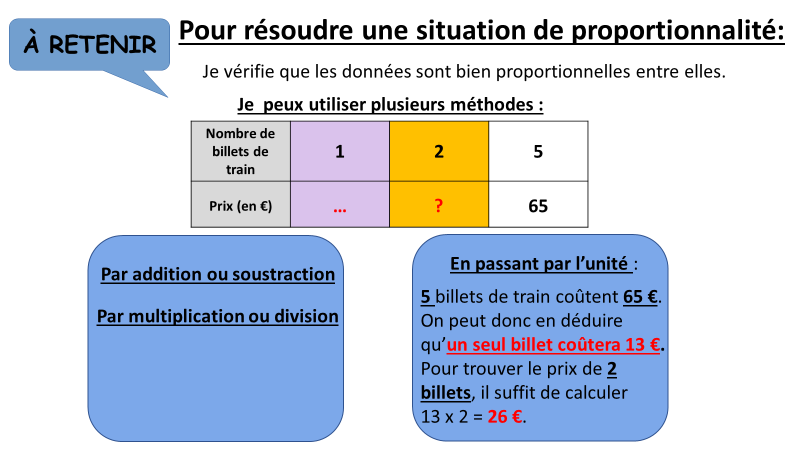 À RETENIR
Pour résoudre une situation de proportionnalité:
Je vérifie que les données sont bien proportionnelles entre elles.
Je peux utiliser plusieurs méthodes :
Nombre de
billets de
train
1
2
5
Prix (en €)
...
?
65
Par addition ou soustraction
Par multiplication ou division
En passant par l’unité :
5 billets de train coûtent 65 €.
On peut donc en déduire
qu’un seul billet coûtera 13 €.
Pour trouver le prix de 2
billets, il suffit de calculer
13 x 2 = 26 €.